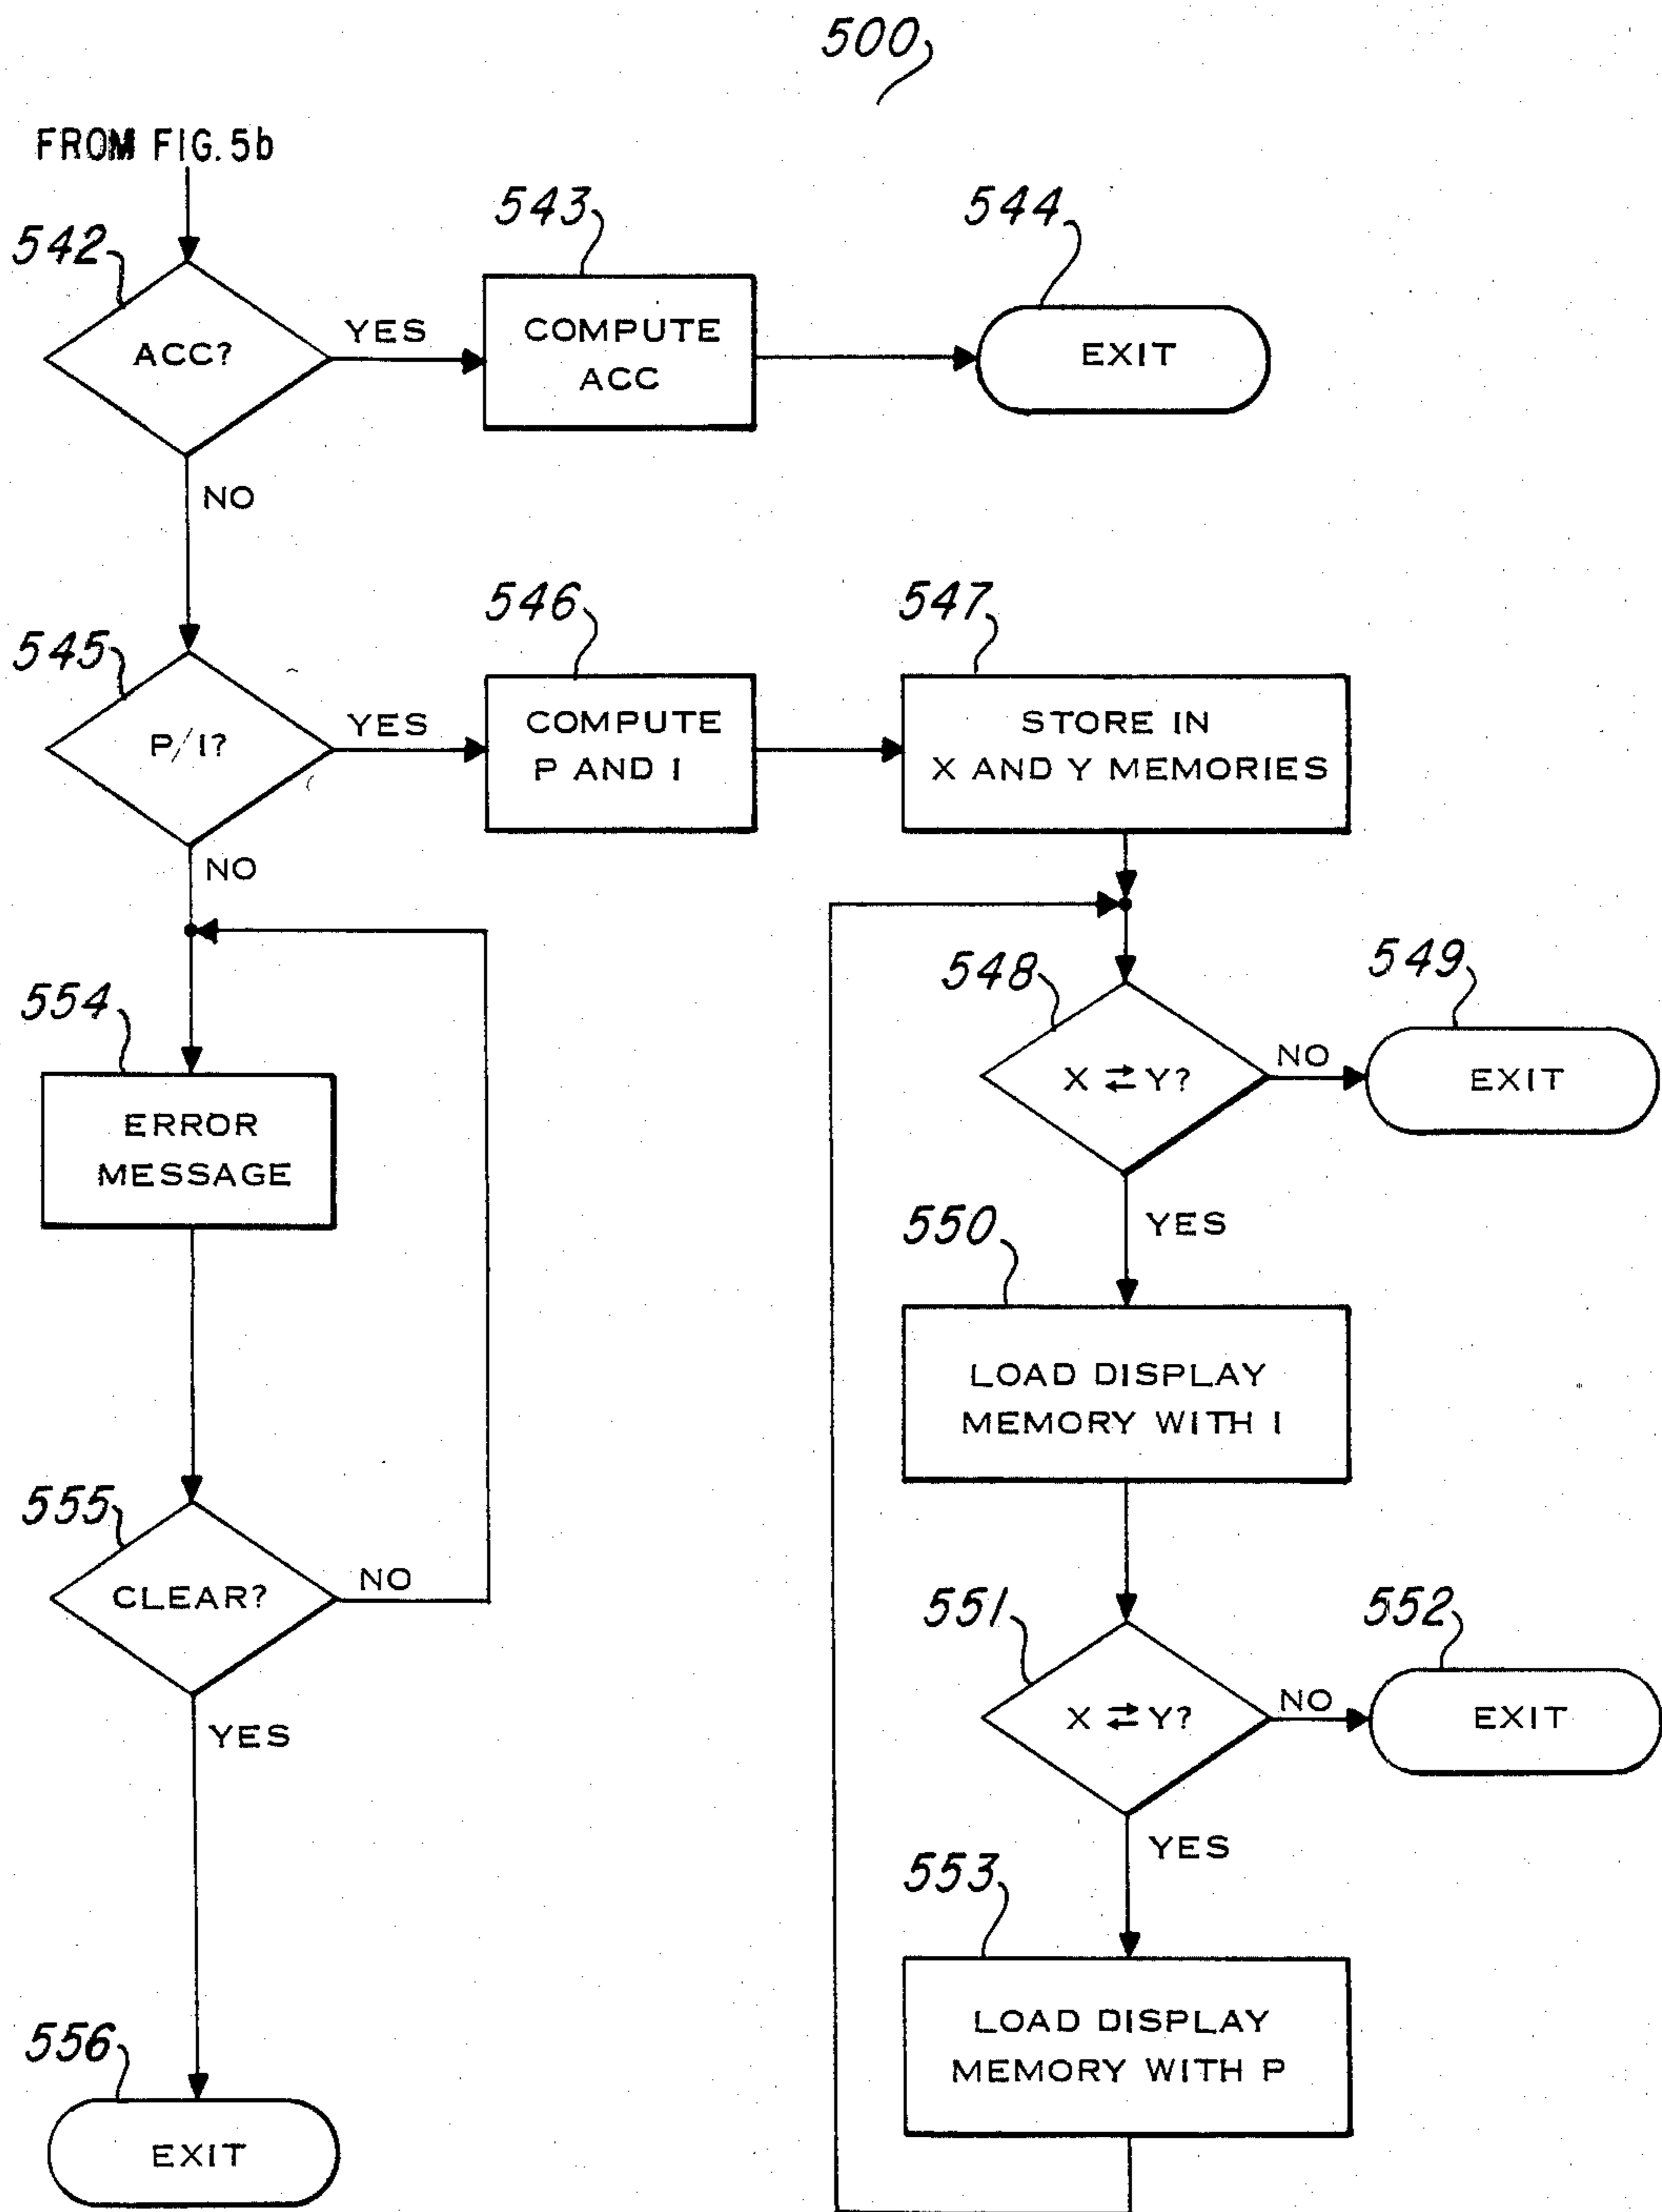 500
FROM FIG. 5b
542
ACC?
YES
543
COMPUTE
ACC
544
EXIT
NO
545
P/I?
YES
546
COMPUTE
P AND I
547
STORE IN
X AND Y MEMORIES
NO
548
X ⇄ Y?
NO
549
EXIT
YES
554
ERROR
MESSAGE
550
LOAD DISPLAY
MEMORY WITH I
555
CLEAR?
NO
551
X ⇄ Y?
NO
552
EXIT
YES
YES
553
LOAD DISPLAY
MEMORY WITH P
556
EXIT